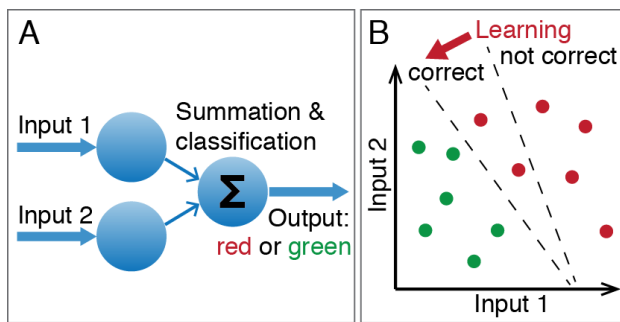 A
Input 1
Summation &
classification
Σ
Input 2
Output:
red or green
B
Learning
not correct
correct
Input 2
Input 1